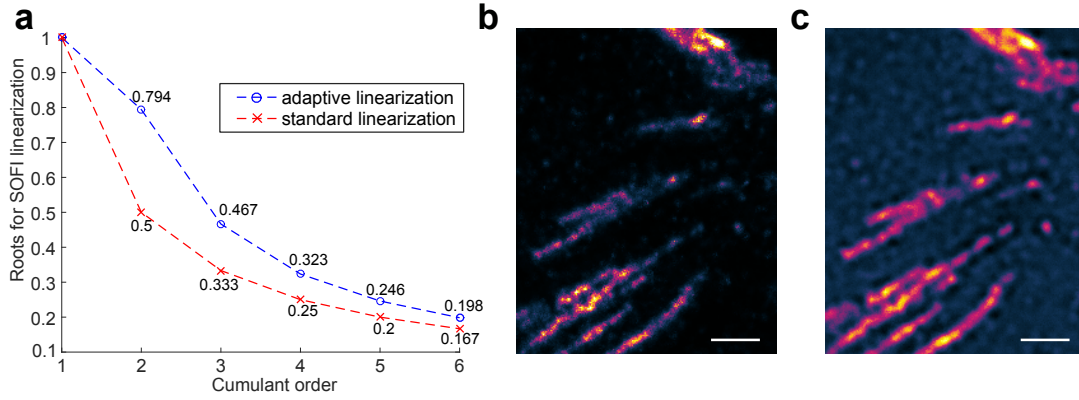 a
b
c
Roots for SOFI linearization
1
0.9
0.8
0.7
0.6
0.5
0.4
0.3
0.2
0.1
0.794
0.467
0.323
0.246
0.198
0.5
0.333
0.25
0.2
0.167
adaptive linearization
standard linearization
1 2 3 4 5 6
Cumulant order